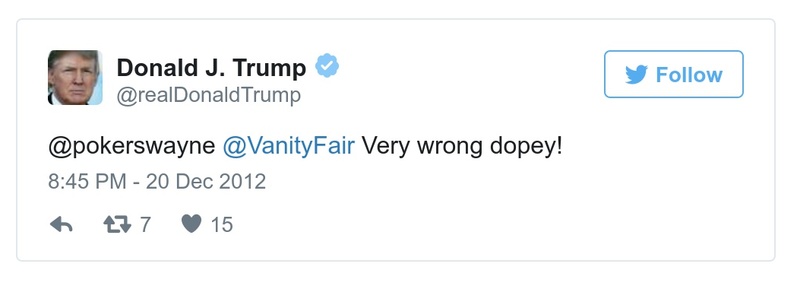 Donald J. Trump
Follow
@realDonaldTrump
@pokerswayne @VanityFair Very wrong dopey!
8:45 PM - 20 Dec 2012
7 15